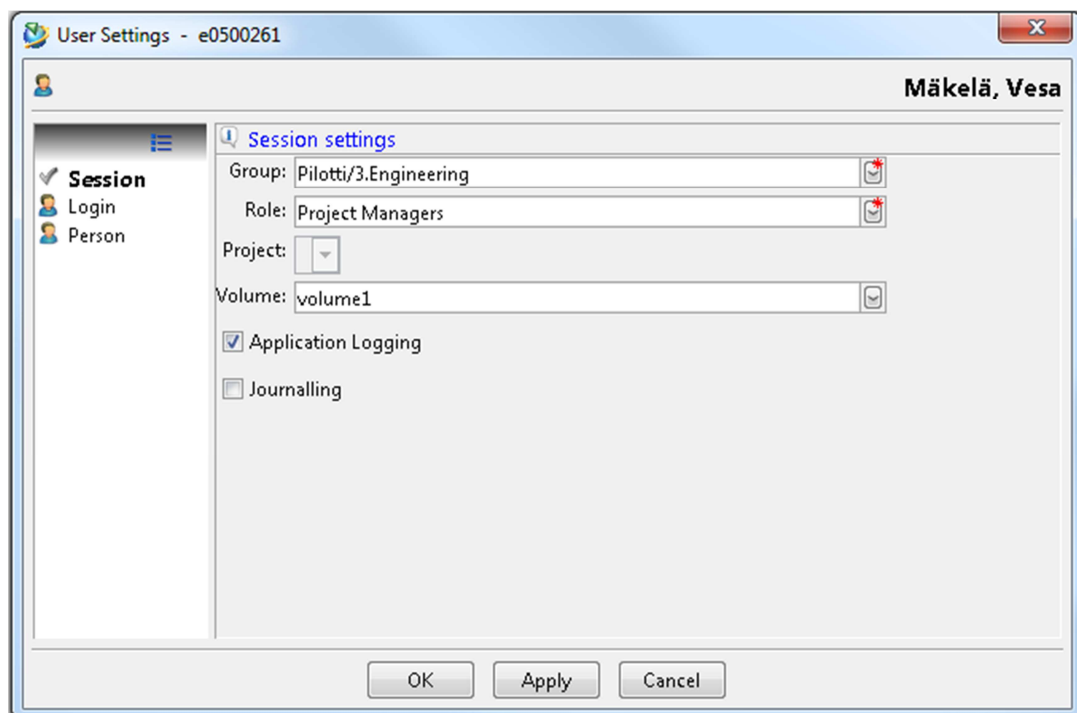 User Settings - e0500261
Mäkelä, Vesa
Session
Login
Person
Session settings
Group: Pilotti/3.Engineering
Role: Project Managers
Project:
Volume: volume1
Application Logging
Journalling
OK Apply Cancel